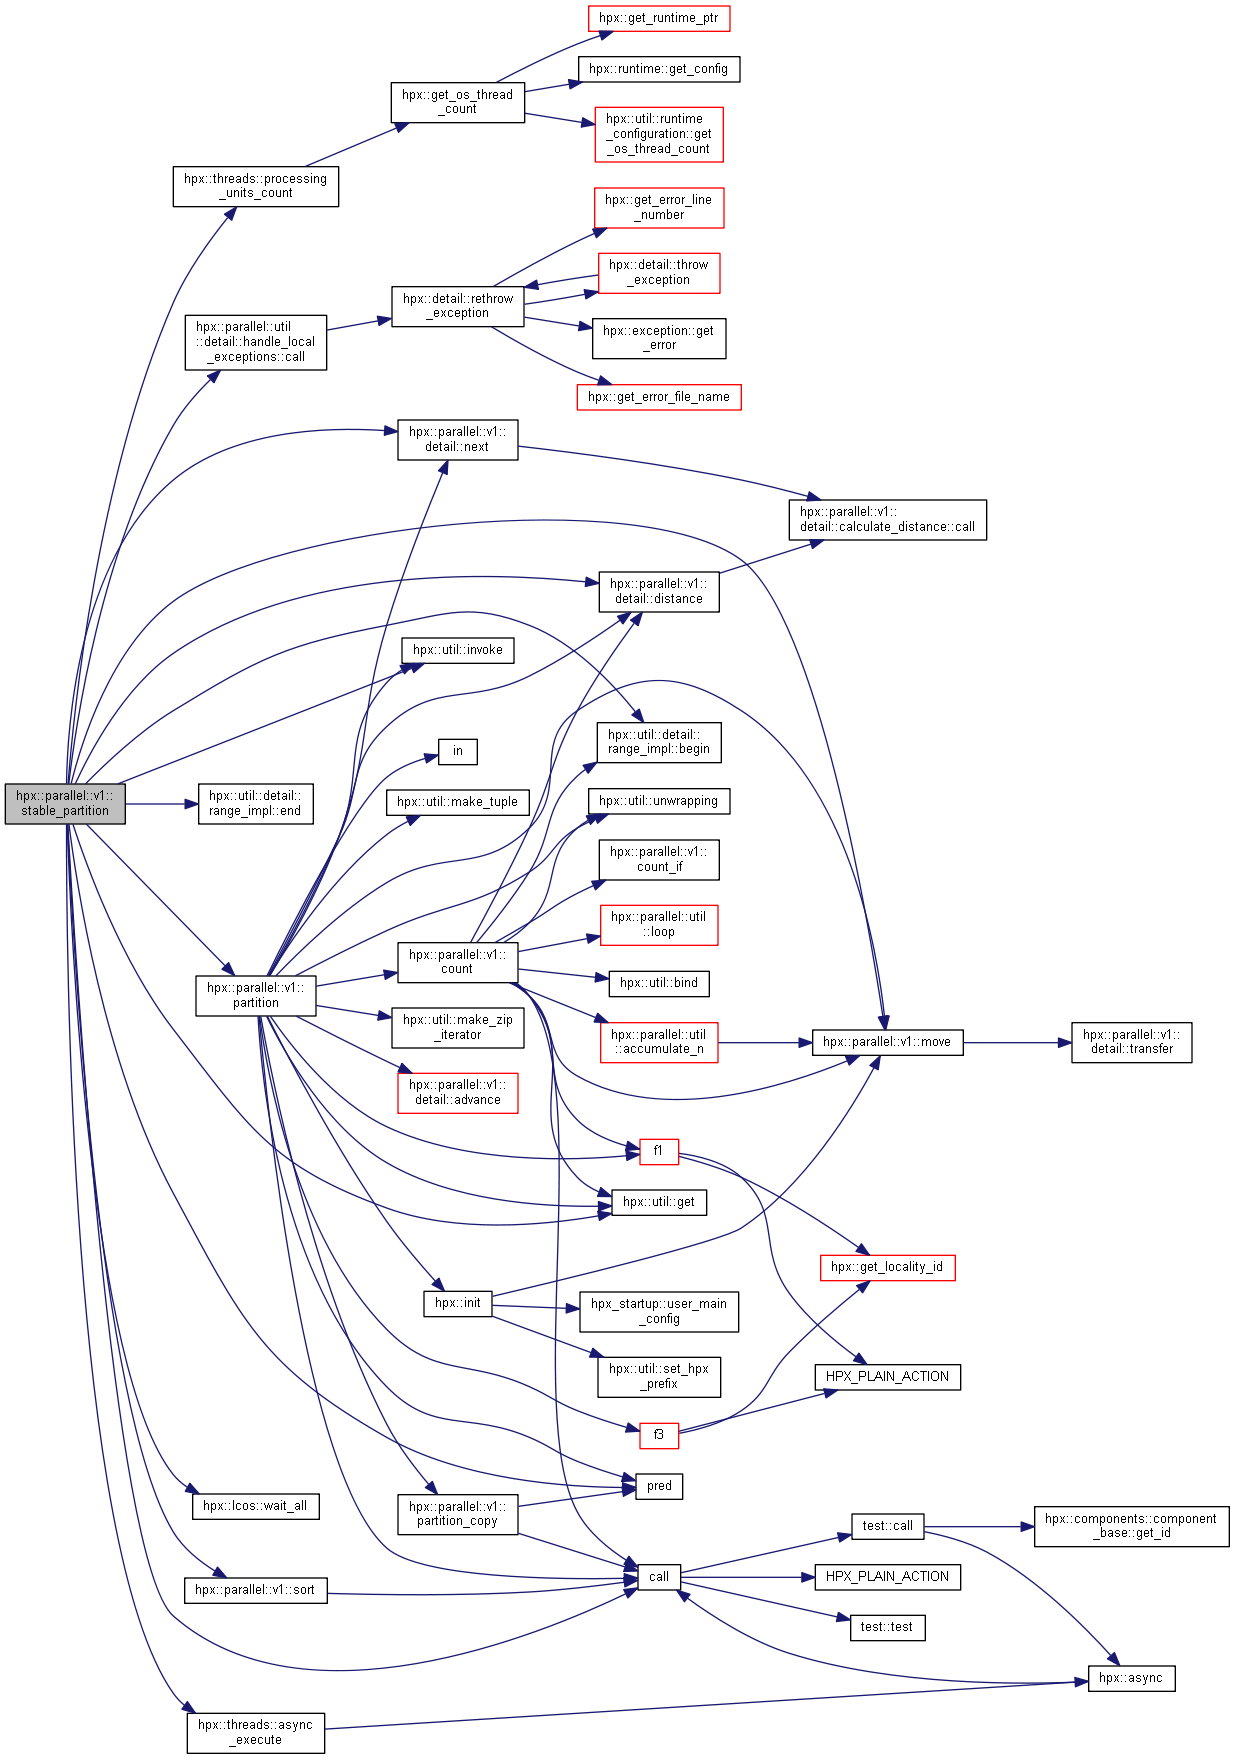 hpx::get_runtime_ptr
hpx::runtime::get_config
hpx::get_os_thread
_count
hpx::util::runtime
_configuration::get
_os_thread_count
hpx::threads::processing
_units_count
hpx::get_error_line
_number
hpx::detail::throw
_exception
hpx::detail::rethrow
_exception
hpx::exception::get
_error
hpx::parallel::util
::detail::handle_local
_exceptions::call
hpx::get_error_file_name
hpx::parallel::v1::
detail::next
hpx::parallel::v1::
detail::calculate_distance::call
hpx::parallel::v1::
detail::distance
hpx::util::invoke
hpx::util::detail::
range_impl::begin
in
hpx::parallel::v1::
stable_partition
hpx::util::detail::
range_impl::end
hpx::util::make_tuple
hpx::util::unwrapping
hpx::parallel::v1::
count_if
hpx::parallel::util
::loop
hpx::parallel::v1::
count
hpx::util::bind
hpx::parallel::v1::
partition
hpx::util::make_zip
_iterator
hpx::parallel::util
::accumulate_n
hpx::parallel::v1::move
hpx::parallel::v1::
detail::transfer
hpx::parallel::v1::
detail::advance
f1
hpx::util::get
hpx::get_locality_id
hpx::init
hpx_startup::user_main
_config
hpx::util::set_hpx
_prefix
HPX_PLAIN_ACTION
f3
pred
hpx::lcos::wait_all
hpx::parallel::v1::
partition_copy
test::call
hpx::components::component
_base::get_id
hpx::parallel::v1::sort
call
HPX_PLAIN_ACTION
test::test
hpx::async
hpx::threads::async
_execute